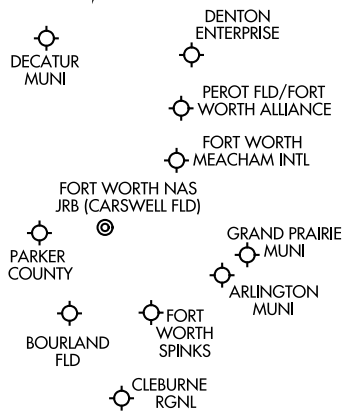 DENTON
ENTERPRISE
DECATUR
MUNI
PEROT FLD/FORT
WORTH ALLIANCE
FORT WORTH
MEACHAM INTL
FORT WORTH NAS
JRB (CARSWELL FLD)
GRAND PRAIRIE
MUNI
PARKER
COUNTY
ARLINGTON
MUNI
BOURLAND
FLD
FORT
WORTH
SPINKS
CLEBURNE
RGNL